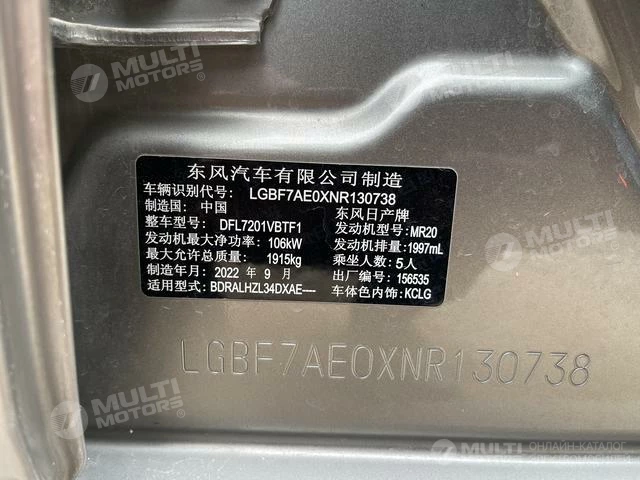 MULTI
MOTORS®
MULTI
MOTORS®
东风汽车有限公司制造
车辆识别代号: LGBF7AE0XNR130738
制造国: 中国 东风日产牌
整车型号: DFL7201VBTF1 发动机型号: MR20
发动机最大净功率: 106kW 发动机排量: 1997mL
最大允许总质量: 1915kg 乘坐人数: 5人
制造年月: 2022 年 9 月 出厂编号: 156535
适用型式: BDRALHZL34DXAE---- 车体色内饰: KCLG
LGBF7AE0XNR130738
MULTI
MOTORS®
MULTI
ОНЛАЙН-КАТАЛОГ